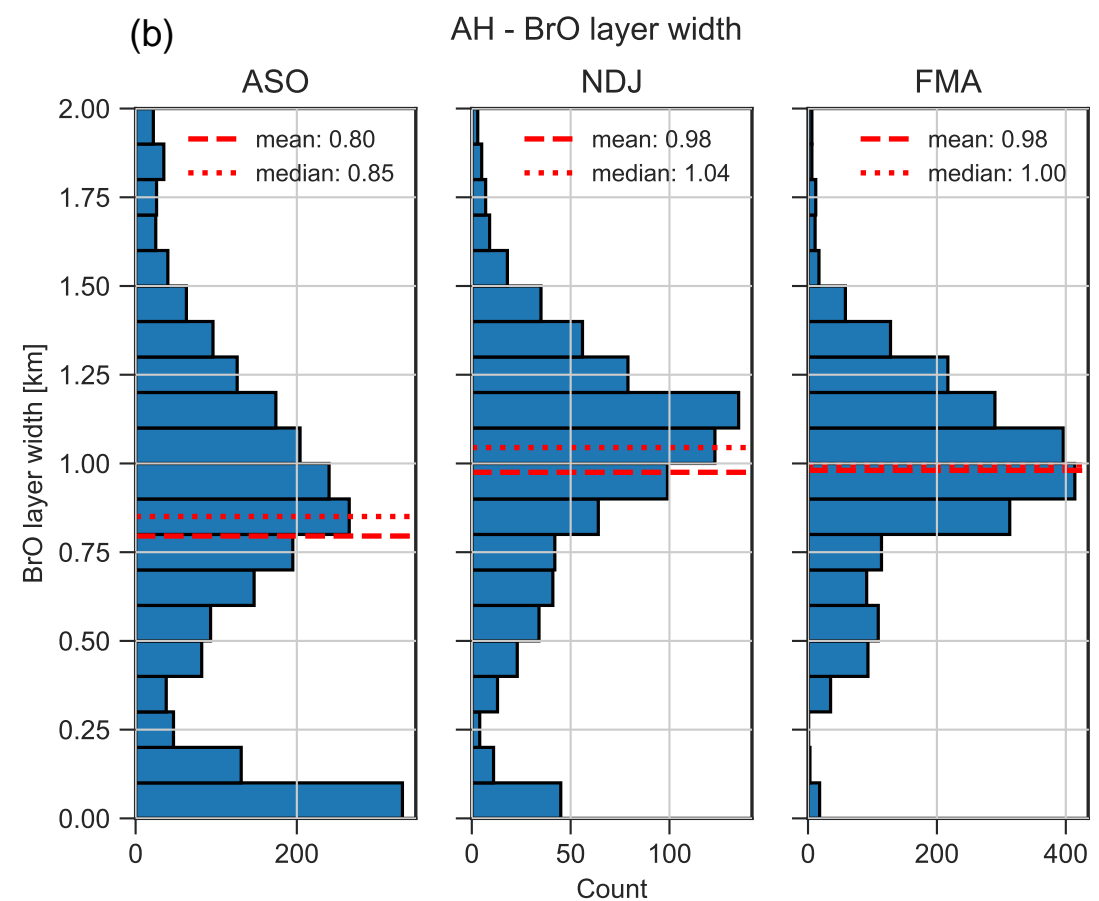 (b)
AH - BrO layer width
ASO
NDJ
FMA
BrO layer width [km]
2.00
1.75
1.50
1.25
1.00
0.75
0.50
0.25
0.00
mean: 0.80
median: 0.85
mean: 0.98
median: 1.04
mean: 0.98
median: 1.00
0
200
0
50
100
0
200
400
Count